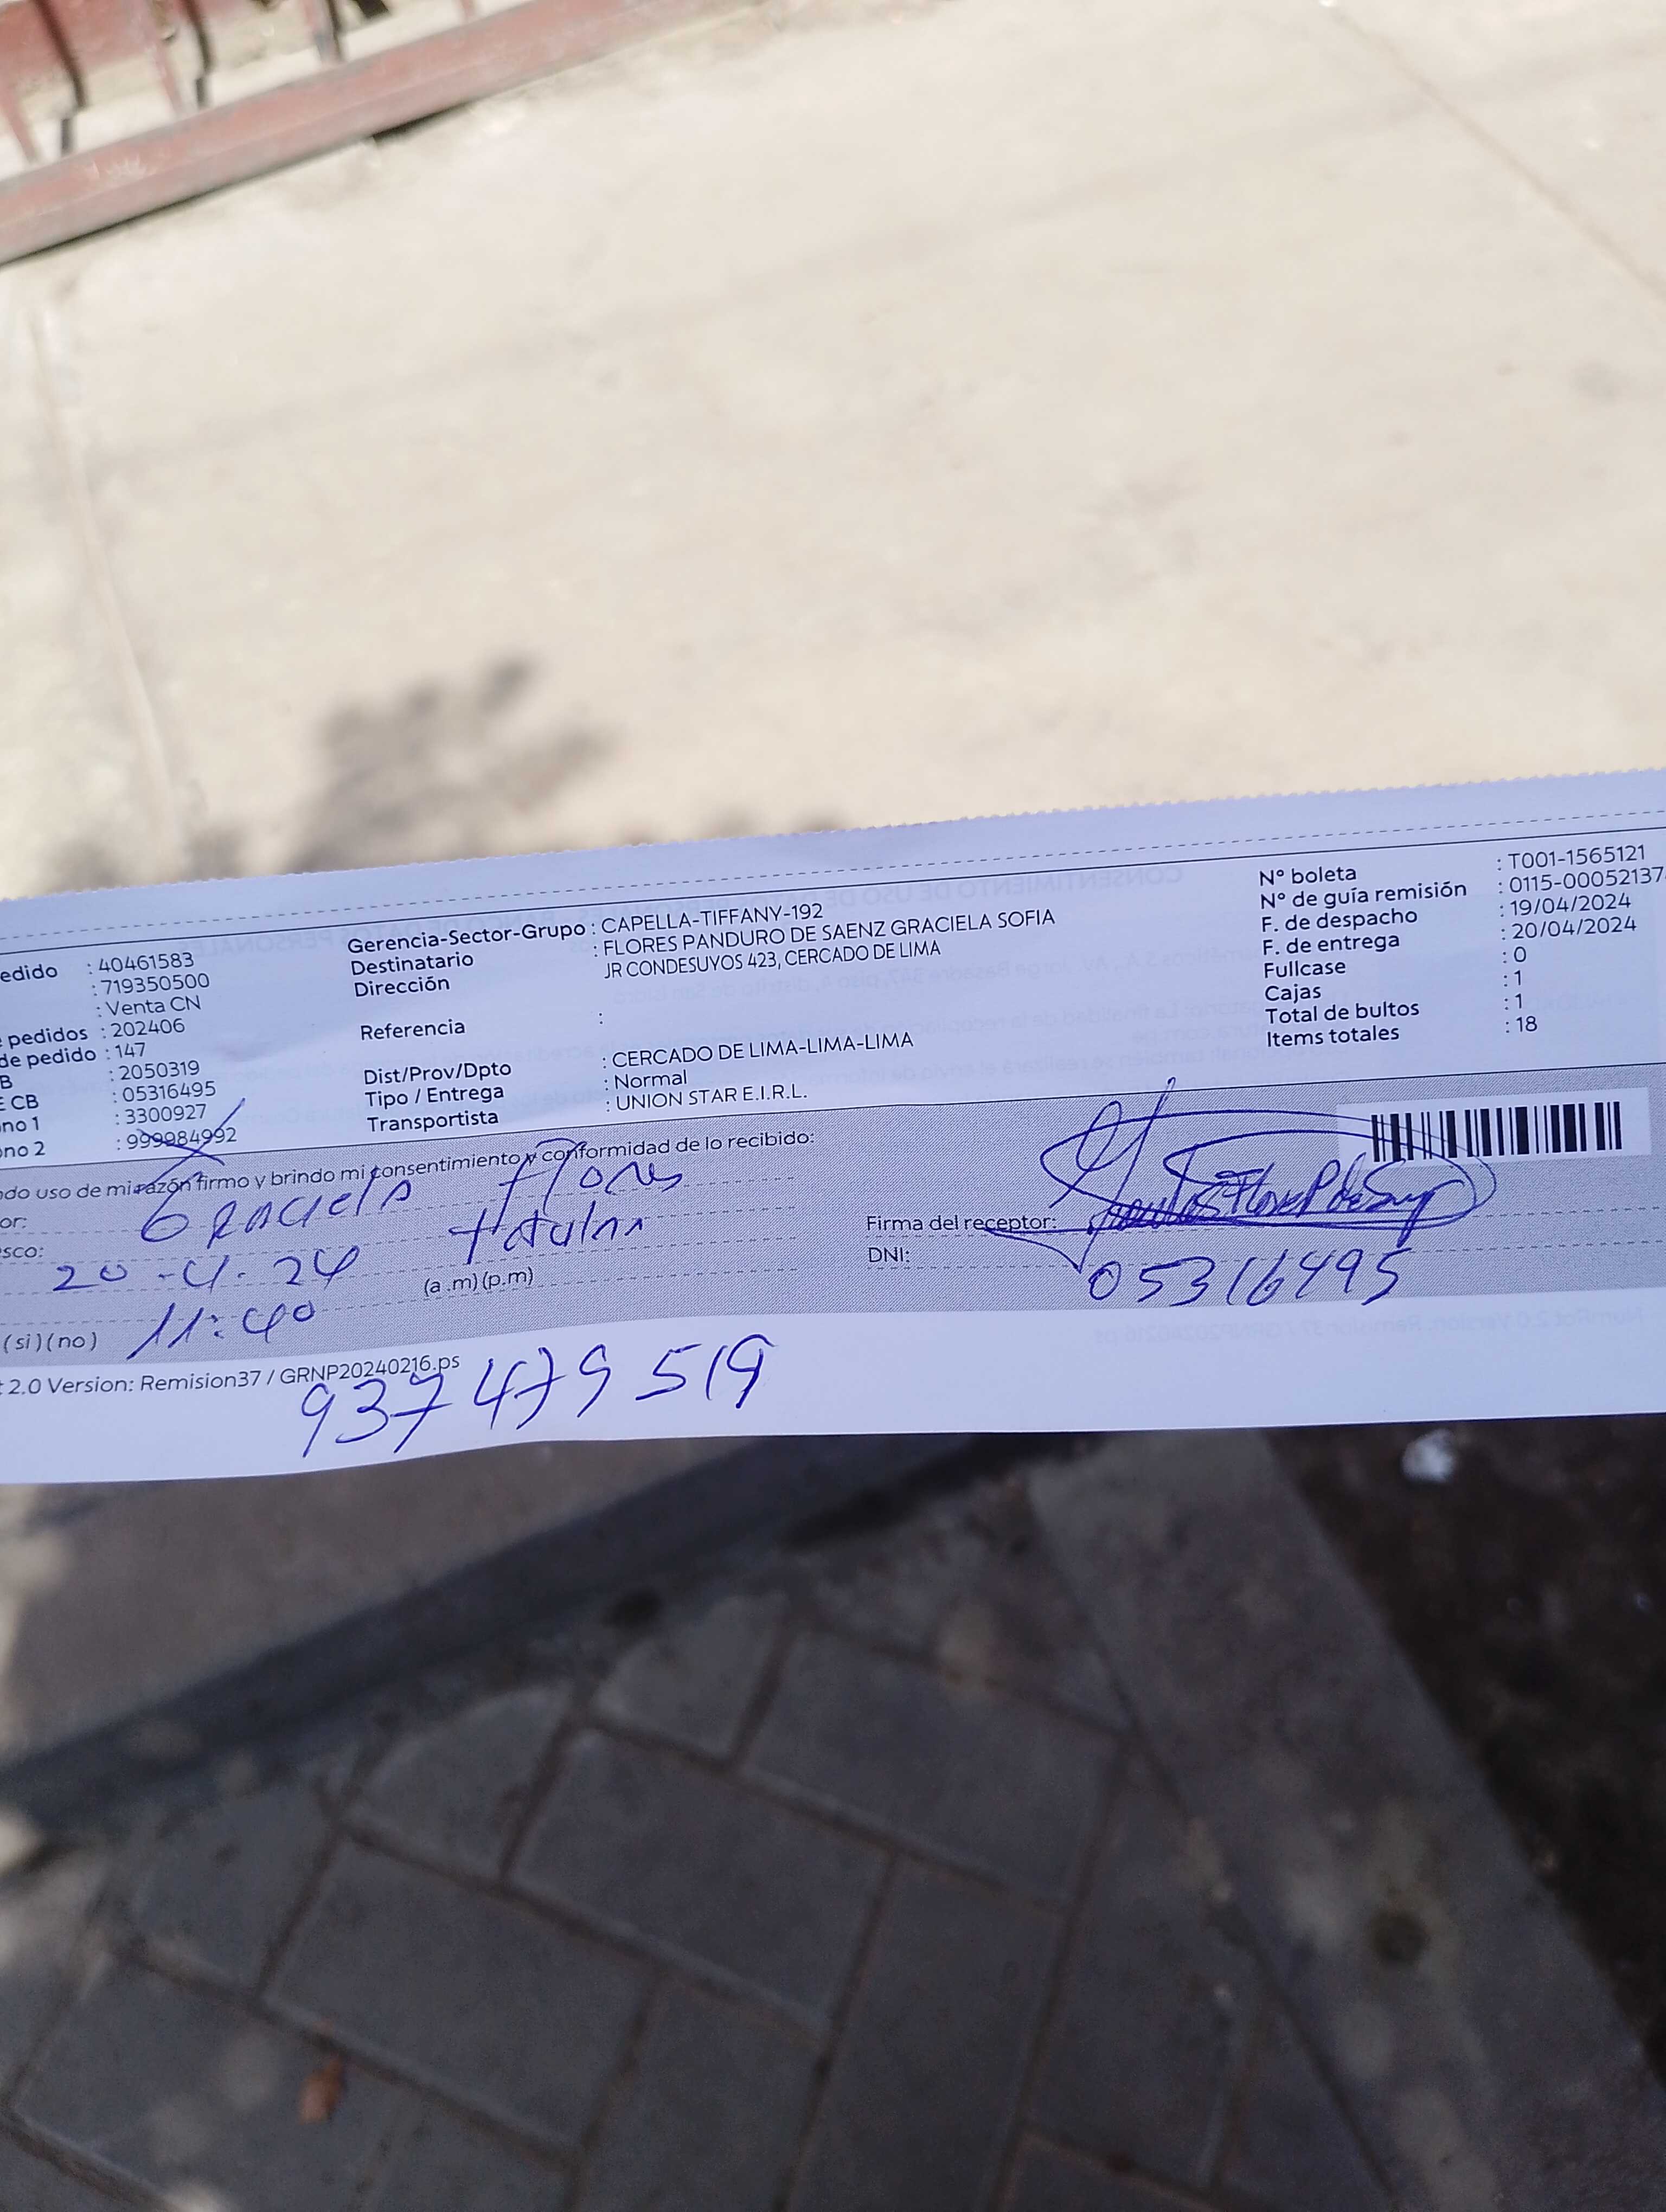 edido : 40461583
: 719350500
: Venta CN
pedidos : 202406
de pedido : 147
B : 2050319
E CB : 05316495
no 1 : 3300927
ono 2 : 999984992
Gerencia-Sector-Grupo : CAPELLA-TIFFANY-192
Destinatario : FLORES PANDURO DE SAENZ GRACIELA SOFIA
Dirección JR CONDESUYOS 423, CERCADO DE LIMA
Referencia :
Dist/Prov/Dpto : CERCADO DE LIMA-LIMA-LIMA
Tipo / Entrega : Normal
Transportista : UNION STAR E.I.R.L.
N° boleta : T001-1565121
N° de guía remisión : 0115-00052137
F. de despacho : 19/04/2024
F. de entrega : 20/04/2024
Fullcase : 0
Cajas : 1
Total de bultos : 1
Items totales : 18
do uso de mi razón firmo y brindo mi consentimiento y conformidad de lo recibido:
or: Graciela Flores
sco: titular
20-4-24 (a .m) (p.m)
(si) (no) 11:40
Firma del receptor:
DNI: 05316495
2.0 Version: Remision37 / GRNP20240216.ps
937479519